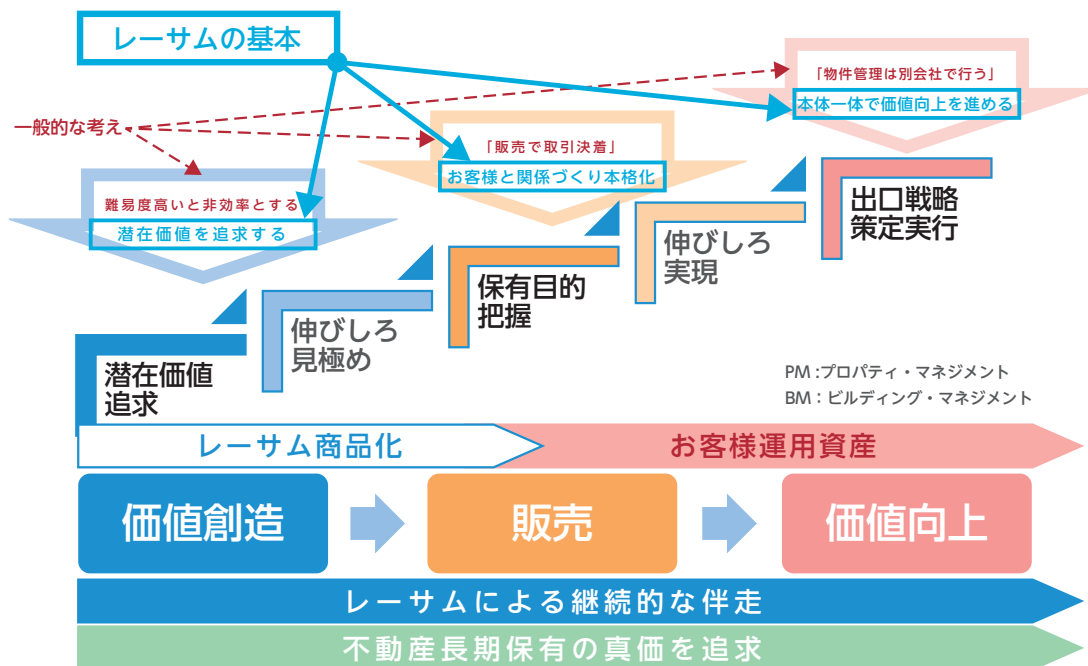 レーサムの基本
「物件管理は別会社で行う」
本体一体で価値向上を進める
一般的な考え
「販売で取引決着」
お客様と関係づくり本格化
難易度高いと非効率とする
潜在価値を追求する
出口戦略
策定実行
伸びしろ
実現
保有目的
把握
伸びしろ
見極め
潜在価値
追求
PM :プロパティ・マネジメント
BM：ビルディング・マネジメント
レーサム商品化
お客様運用資産
価値創造
販売
価値向上
レーサムによる継続的な伴走
不動産長期保有の真価を追求